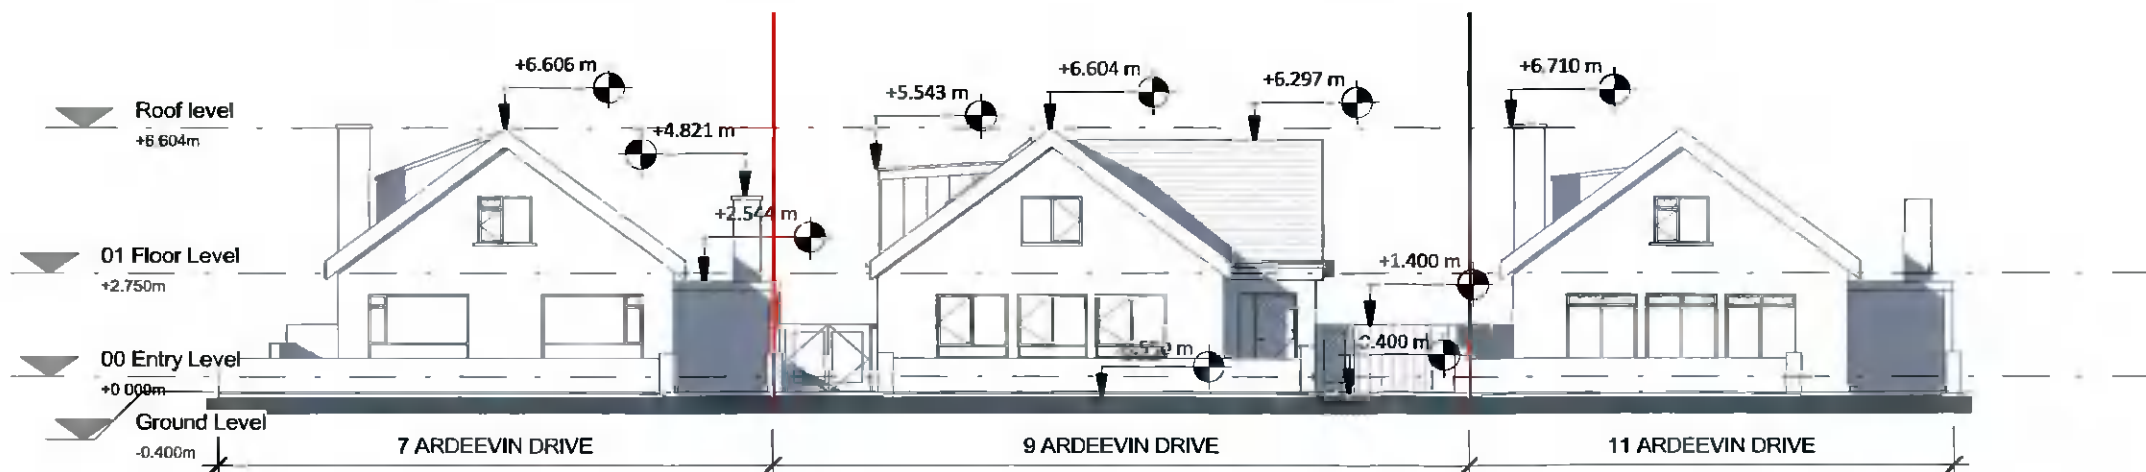 +6.606 m
+6.604 m
+6.710 m
+6.297 m
+5.543 m
Roof level
+6.604m
+4.821 m
+2.544 m
01 Floor Level
+2.750m
+1.400 m
00 Entry Level
+0.000m
m
.400 m
Ground Level
-0.400m
7 ARDEEVIN DRIVE
9 ARDEEVIN DRIVE
11 ARDEEVIN DRIVE